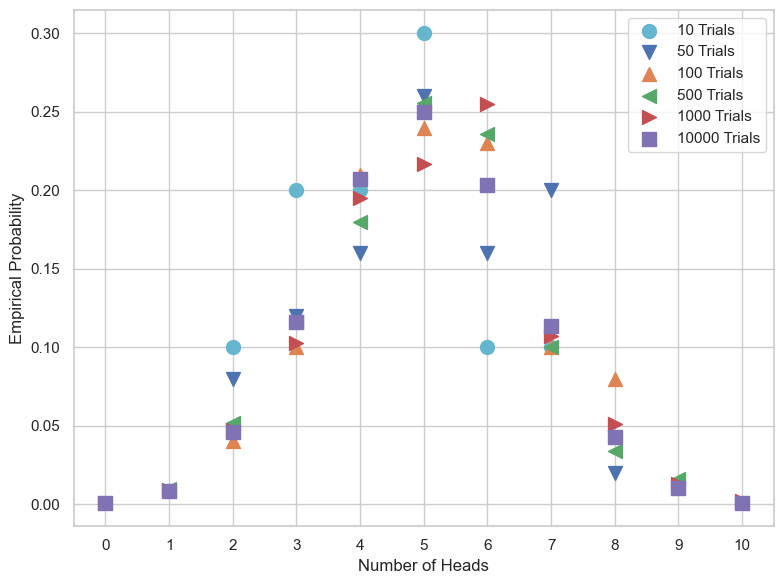 0.30
0.25
0.20
0.15
0.10
0.05
0.00
Empirical Probability
10 Trials
50 Trials
100 Trials
500 Trials
1000 Trials
10000 Trials
0 1 2 3 4 5 6 7 8 9 10
Number of Heads